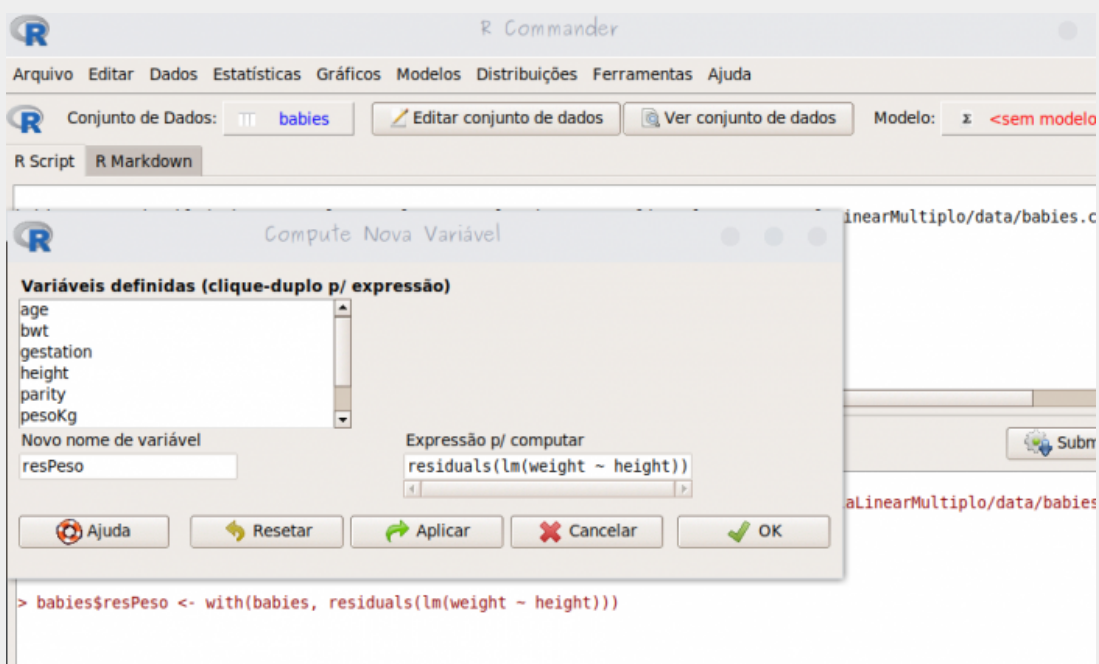 R Commander
Arquivo Editar Dados Estatísticas Gráficos Modelos Distribuições Ferramentas Ajuda
R Conjunto de Dados: babies Editar conjunto de dados Ver conjunto de dados Modelo: Σ <sem modelo
R Script R Markdown
inearMultiplo/data/babies.c
Compute Nova Variável
Variáveis definidas (clique-duplo p/ expressão)
age
bwt
gestation
height
parity
pesoKg
Novo nome de variável Expressão p/ computar
resPeso residuals(lm(weight ~ height))
Subm
aLinearMultiplo/data/babies
Ajuda Resetar Aplicar Cancelar OK
> babies$resPeso <- with(babies, residuals(lm(weight ~ height)))